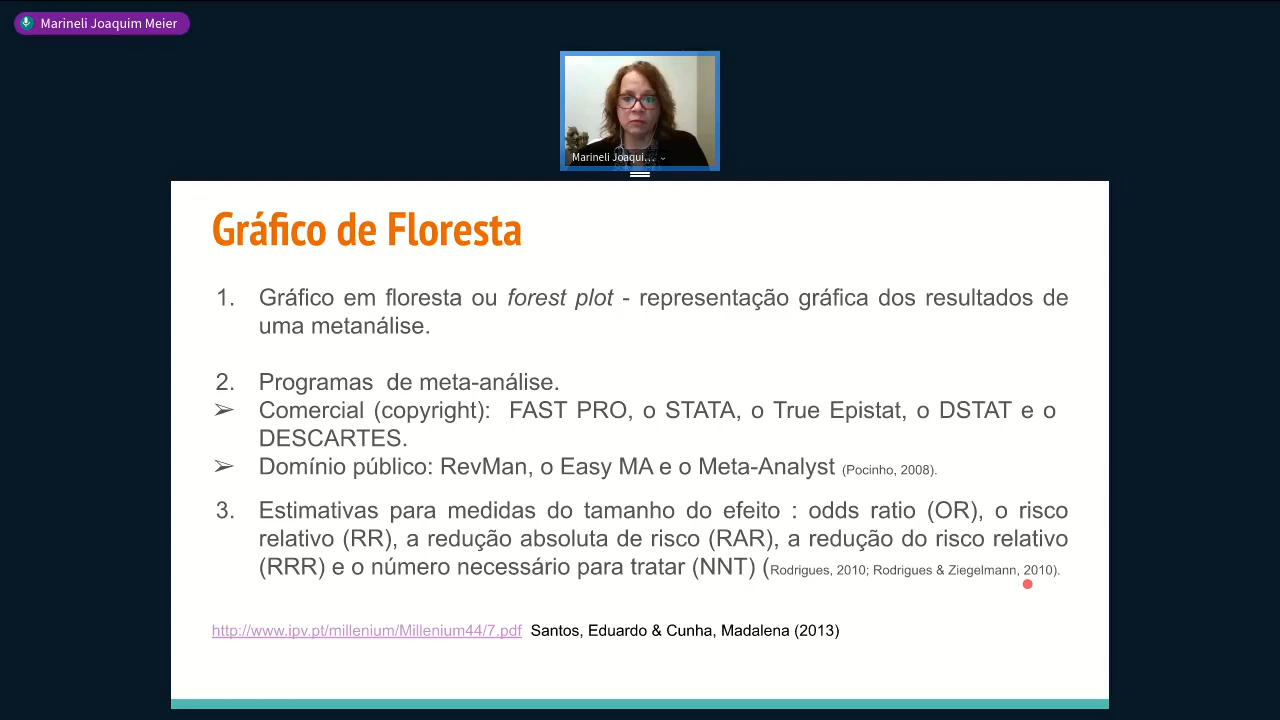 Marineli Joaquim Meier
Marineli Joaqui...
Gráfico de Floresta
1. Gráfico em floresta ou forest plot - representação gráfica dos resultados de
uma metanálise.
2. Programas de meta-análise.
➢ Comercial (copyright): FAST PRO, o STATA, o True Epistat, o DSTAT e o
DESCARTES.
➢ Domínio público: RevMan, o Easy MA e o Meta-Analyst (Pocinho, 2008).
3. Estimativas para medidas do tamanho do efeito : odds ratio (OR), o risco
relativo (RR), a redução absoluta de risco (RAR), a redução do risco relativo
(RRR) e o número necessário para tratar (NNT) (Rodrigues, 2010; Rodrigues & Ziegelmann, 2010).
http://www.ipv.pt/millenium/Millenium44/7.pdf Santos, Eduardo & Cunha, Madalena (2013)